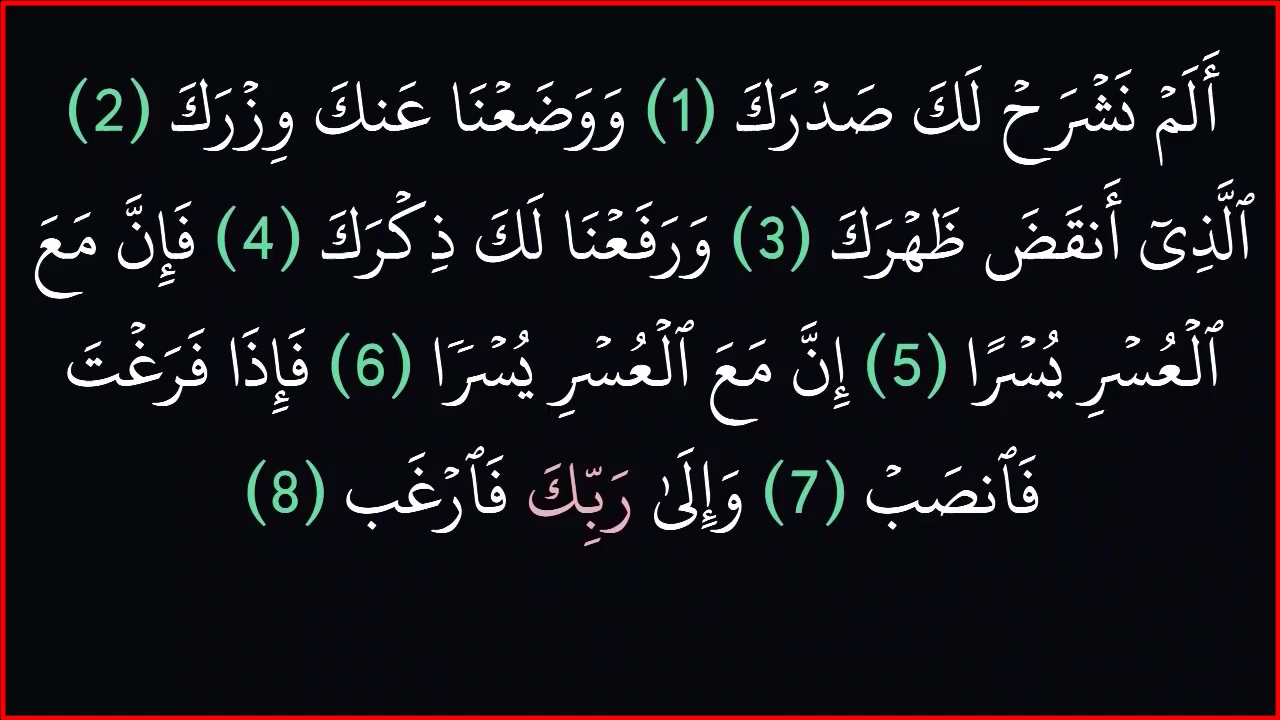 أَلَمۡ نَشۡرَحۡ لَكَ صَدۡرَكَ (1) وَوَضَعۡنَا عَنكَ وِزۡرَكَ (2)
ٱلَّذِىٓ أَنقَضَ ظَهۡرَكَ (3) وَرَفَعۡنَا لَكَ ذِكۡرَكَ (4) فَإِنَّ مَعَ
ٱلۡعُسۡرِ يُسۡرًا (5) إِنَّ مَعَ ٱلۡعُسۡرِ يُسۡرَٗا (6) فَإِذَا فَرَغۡتَ
فَٱنصَبۡ (7) وَإِلَىٰ رَبِّكَ فَٱرۡغَب (8)